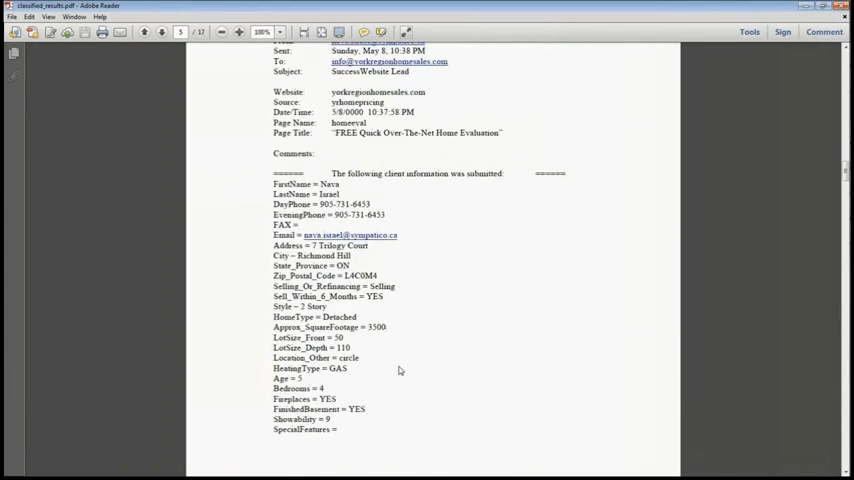 classified_results.pdf - Adobe Reader
File Edit View Window Help
5 / 17 100% Tools Sign Comment
Sent: Sunday, May 8, 10:38 PM
To: info@yorkregionhomesales.com
Subject: SuccessWebsite Lead
Website: yorkregionhomesales.com
Source: yrhomepricing
Date/Time: 5/8/0000 10:37:58 PM
Page Name: homeeval
Page Title: "FREE Quick Over-The-Net Home Evaluation"
Comments:
====== The following client information was submitted: ======
FirstName = Nava
LastName = Israel
DayPhone = 905-731-6453
EveningPhone = 905-731-6453
FAX =
Email = nava.israel@sympatico.ca
Address = 7 Trilogy Court
City – Richmond Hill
State_Province = ON
Zip_Postal_Code = L4C0M4
Selling_Or_Refinancing = Selling
Sell_Within_6_Months = YES
Style – 2 Story
HomeType = Detached
Approx_SquareFootage = 3500
LotSize_Front = 50
LotSize_Depth = 110
Location_Other = circle
HeatingType = GAS
Age = 5
Bedrooms = 4
Fireplaces = YES
FinishedBasement = YES
Showability = 9
SpecialFeatures =